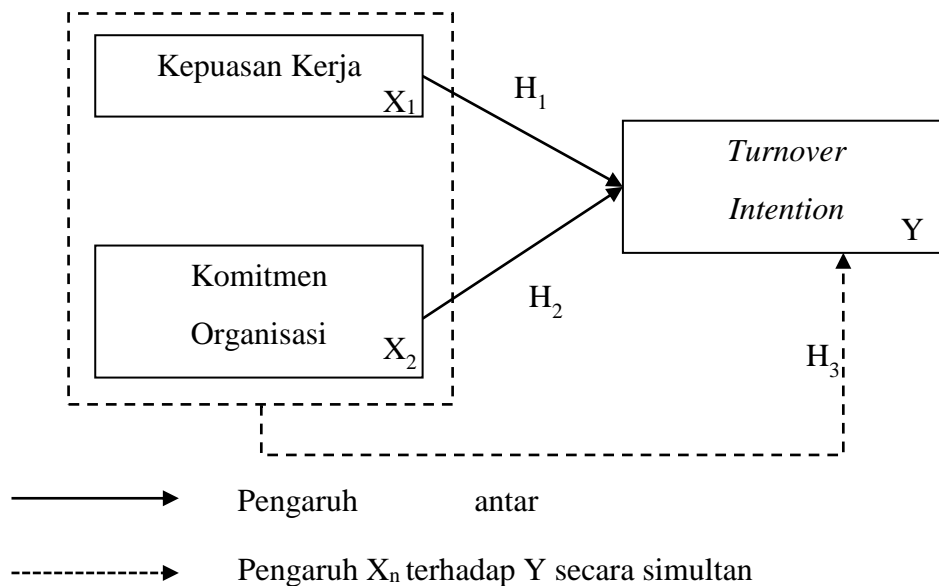 Kepuasan Kerja
X₁
H₁
Turnover
Intention
Y
Komitmen
Organisasi
X₂
H₂
H₃
Pengaruh antar
Pengaruh Xₙ terhadap Y secara simultan